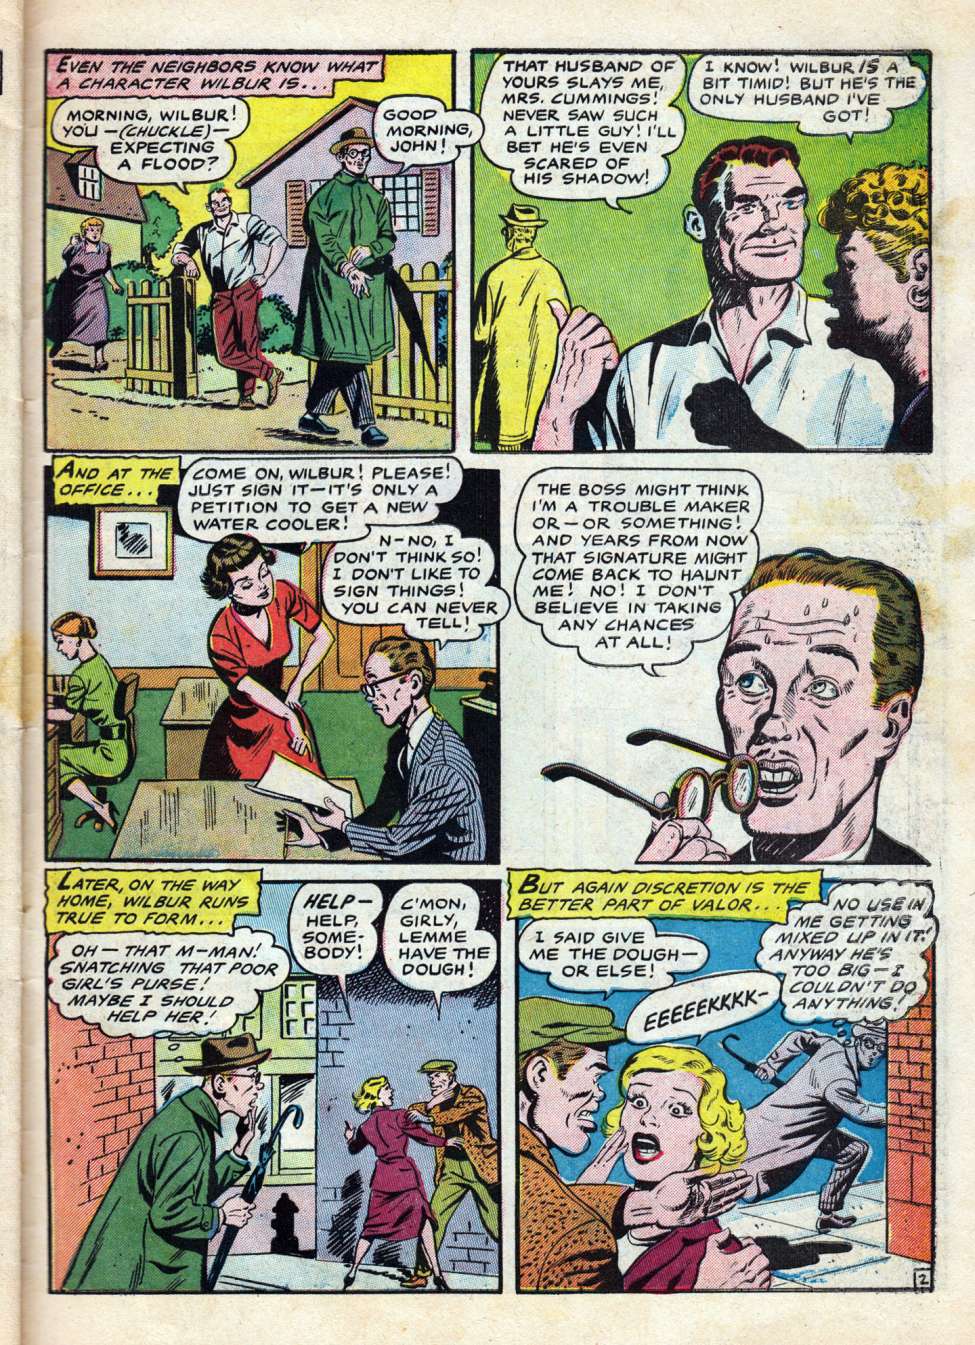 EVEN THE NEIGHBORS KNOW WHAT
A CHARACTER WILBUR IS...
MORNING, WILBUR!
YOU—(CHUCKLE)—
EXPECTING
A FLOOD?
GOOD
MORNING,
JOHN!
THAT HUSBAND OF
YOURS SLAYS ME,
MRS. CUMMINGS!
NEVER SAW SUCH
A LITTLE GUY! I'LL
BET HE'S EVEN
SCARED OF
HIS SHADOW!
I KNOW! WILBUR IS A
BIT TIMID! BUT HE'S THE
ONLY HUSBAND I'VE
GOT!
AND AT THE
OFFICE...
COME ON, WILBUR! PLEASE!
JUST SIGN IT—IT'S ONLY A
PETITION TO GET A NEW
WATER COOLER!
N-NO, I
DON'T THINK SO!
I DON'T LIKE TO
SIGN THINGS!
YOU CAN NEVER
TELL!
THE BOSS MIGHT THINK
I'M A TROUBLE MAKER
OR—OR SOMETHING!
AND YEARS FROM NOW
THAT SIGNATURE MIGHT
COME BACK TO HAUNT
ME! NO! I DON'T
BELIEVE IN TAKING
ANY CHANCES
AT ALL!
LATER, ON THE WAY
HOME, WILBUR RUNS
TRUE TO FORM...
OH—THAT M-MAN!
SNATCHING THAT POOR
GIRL'S PURSE!
MAYBE I SHOULD
HELP HER!
HELP—
HELP,
SOME-
BODY!
C'MON,
GIRLY,
LEMME
HAVE THE
DOUGH!
BUT AGAIN DISCRETION IS THE
BETTER PART OF VALOR...
I SAID GIVE
ME THE DOUGH—
OR ELSE!
EEEEEKKKK-
NO USE IN
ME GETTING
MIXED UP IN IT!
ANYWAY HE'S
TOO BIG—I
COULDN'T DO
ANYTHING!
2